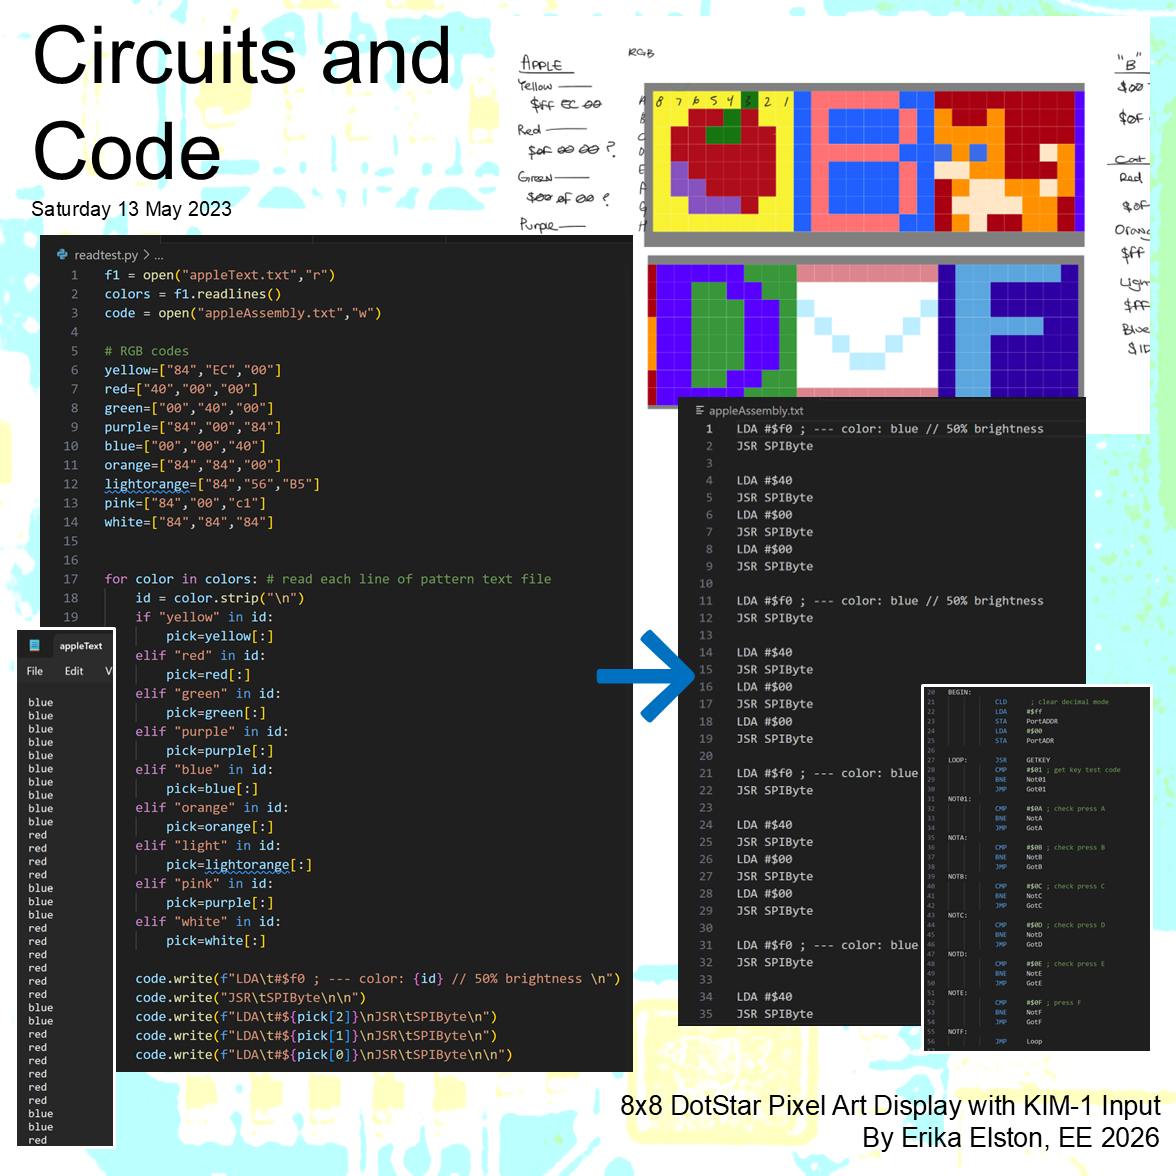 Circuits and
Code
Saturday 13 May 2023
RGB
APPLE
Yellow
$ff EC 00
Red
$0F 00 00 ?
Green
$00 0F 00 ?
Purple
A 8 7 6 5 4 3 2 1
B
C
D
E
F
G
H
"B"
$00
$0F
Cat
Red
$0F
Orang
$ff
Ligh
$ff
Blue
$1D
readtest.py > ...
1 f1 = open("appleText.txt","r")
2 colors = f1.readlines()
3 code = open("appleAssembly.txt","w")
4
5 # RGB codes
6 yellow=["84","EC","00"]
7 red=["40","00","00"]
8 green=["00","40","00"]
9 purple=["84","00","84"]
10 blue=["00","00","40"]
11 orange=["84","84","00"]
12 lightorange=["84","56","B5"]
13 pink=["84","00","c1"]
14 white=["84","84","84"]
15
16
17 for color in colors: # read each line of pattern text file
18 id = color.strip("\n")
19 if "yellow" in id:
pick=yellow[:]
elif "red" in id:
pick=red[:]
elif "green" in id:
pick=green[:]
elif "purple" in id:
pick=purple[:]
elif "blue" in id:
pick=blue[:]
elif "orange" in id:
pick=orange[:]
elif "light" in id:
pick=lightorange[:]
elif "pink" in id:
pick=purple[:]
elif "white" in id:
pick=white[:]
code.write(f"LDA\t#$f0 ; --- color: {id} // 50% brightness \n")
code.write("JSR\tSPIByte\n\n")
code.write(f"LDA\t#${pick[2]}\nJSR\tSPIByte\n")
code.write(f"LDA\t#${pick[1]}\nJSR\tSPIByte\n")
code.write(f"LDA\t#${pick[0]}\nJSR\tSPIByte\n\n")
appleText
File Edit V
blue
blue
blue
blue
blue
blue
blue
blue
blue
blue
red
red
red
red
blue
blue
blue
red
red
red
red
red
red
blue
blue
red
red
red
red
red
red
blue
blue
red
appleAssembly.txt
1 LDA #$f0 ; --- color: blue // 50% brightness
2 JSR SPIByte
3
4 LDA #$40
5 JSR SPIByte
6 LDA #$00
7 JSR SPIByte
8 LDA #$00
9 JSR SPIByte
10
11 LDA #$f0 ; --- color: blue // 50% brightness
12 JSR SPIByte
13
14 LDA #$40
15 JSR SPIByte
16 LDA #$00
17 JSR SPIByte
18 LDA #$00
19 JSR SPIByte
20
21 LDA #$f0 ; --- color: blue
22 JSR SPIByte
23
24 LDA #$40
25 JSR SPIByte
26 LDA #$00
27 JSR SPIByte
28 LDA #$00
29 JSR SPIByte
30
31 LDA #$f0 ; --- color: blue
32 JSR SPIByte
33
34 LDA #$40
35 JSR SPIByte
20 BEGIN:
21 CLD ; clear decimal mode
22 LDA #$ff
23 STA PortADDR
24 LDA #$00
25 STA PortADR
26
27 LOOP: JSR GETKEY
28 CMP #$01 ; get key test code
29 BNE Not01
30 JMP Got01
31 NOT01:
32 CMP #$0A ; check press A
33 BNE NotA
34 JMP GotA
35 NOTA:
36 CMP #$0B ; check press B
37 BNE NotB
38 JMP GotB
39 NOTB:
40 CMP #$0C ; check press C
41 BNE NotC
42 JMP GotC
43 NOTC:
44 CMP #$0D ; check press D
45 BNE NotD
46 JMP GotD
47 NOTD:
48 CMP #$0E ; check press E
49 BNE NotE
50 JMP GotE
51 NOTE:
52 CMP #$0F ; press F
53 BNE NotF
54 JMP GotF
55 NOTF:
56 JMP Loop
8x8 DotStar Pixel Art Display with KIM-1 Input
By Erika Elston, EE 2026